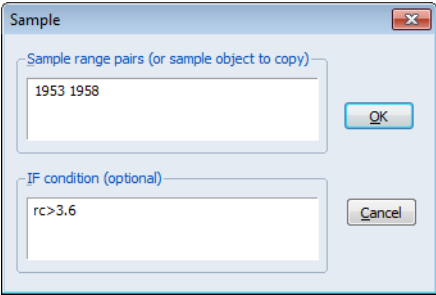 Sample
Sample range pairs (or sample object to copy)
1953 1958
OK
IF condition (optional)
rc>3.6
Cancel